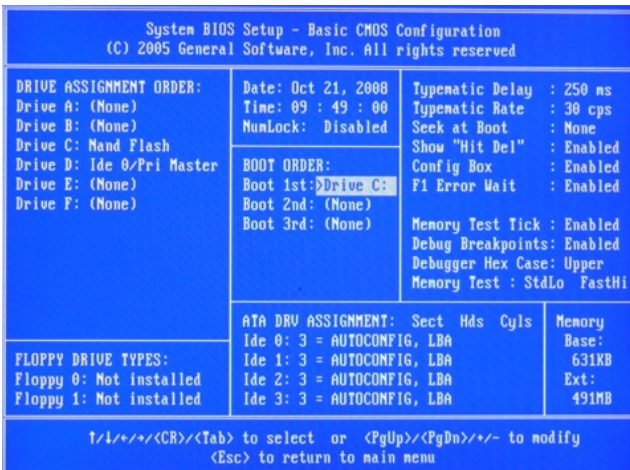 System BIOS Setup - Basic CMOS Configuration
(C) 2005 General Software, Inc. All rights reserved
DRIVE ASSIGNMENT ORDER:
Drive A: (None)
Drive B: (None)
Drive C: Nand Flash
Drive D: Ide 0/Pri Master
Drive E: (None)
Drive F: (None)
Date: Oct 21, 2008
Time: 09 : 49 : 00
NumLock: Disabled
BOOT ORDER:
Boot 1st: >Drive C:
Boot 2nd: (None)
Boot 3rd: (None)
Typematic Delay : 250 ms
Typematic Rate : 30 cps
Seek at Boot : None
Show "Hit Del" : Enabled
Config Box : Enabled
F1 Error Wait : Enabled
Memory Test Tick : Enabled
Debug Breakpoints: Enabled
Debugger Hex Case: Upper
Memory Test : StdLo FastHi
FLOPPY DRIVE TYPES:
Floppy 0: Not installed
Floppy 1: Not installed
ATA DRV ASSIGNMENT: Sect Hds Cyls
Ide 0: 3 = AUTOCONFIG, LBA
Ide 1: 3 = AUTOCONFIG, LBA
Ide 2: 3 = AUTOCONFIG, LBA
Ide 3: 3 = AUTOCONFIG, LBA
Memory
Base:
631KB
Ext:
491MB
↑/↓/←/→/<CR>/<Tab> to select or <PgUp>/<PgDn>/+/- to modify
<Esc> to return to main menu